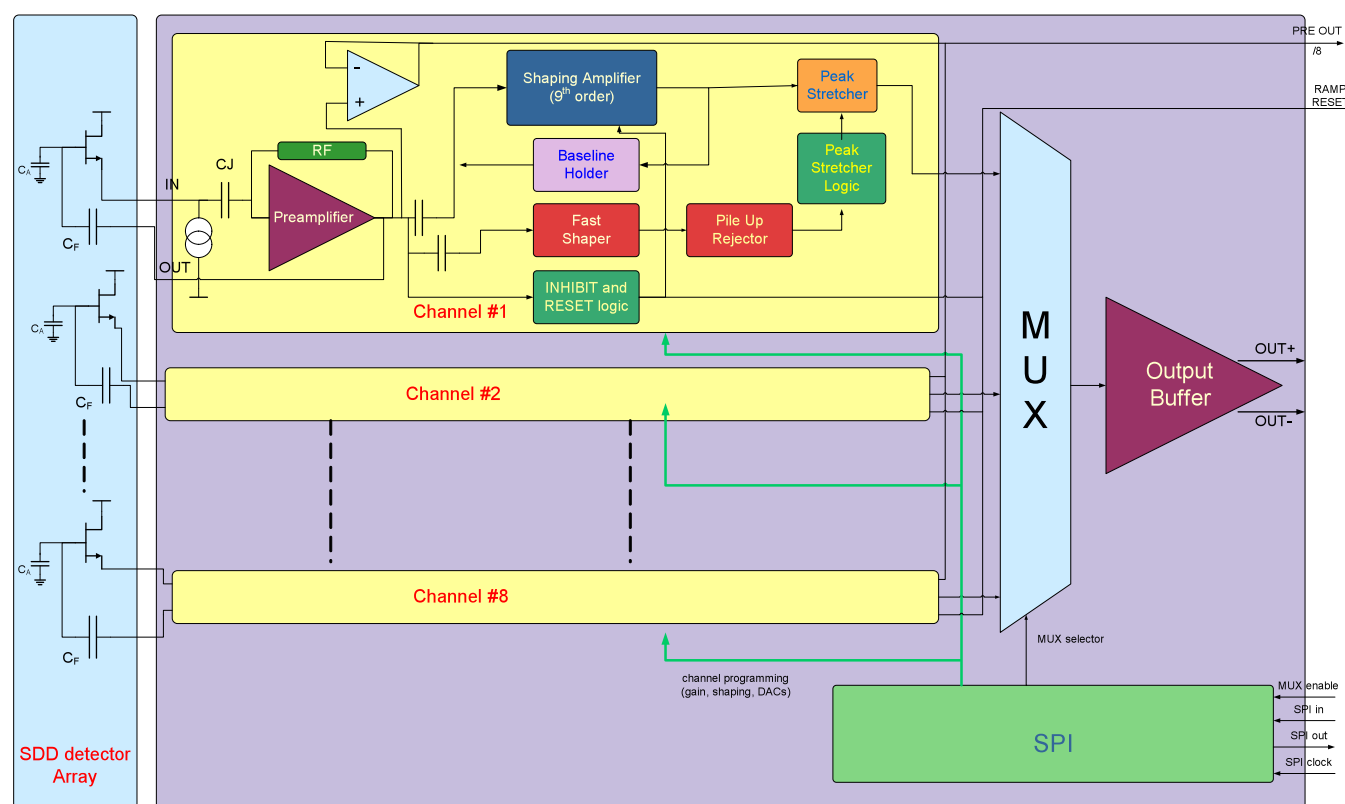 PRE OUT
/8
RAMP
RESET
Shaping Amplifier
(9th order)
Peak
Stretcher
-
+
RF
CJ
Baseline
Holder
Peak
Stretcher
Logic
CA
IN
Preamplifier
Fast
Shaper
Pile Up
Rejector
CF
OUT
INHIBIT and
RESET logic
Channel #1
CA
M
U
X
OUT+
Output
Buffer
OUT-
CF
Channel #2
CA
Channel #8
CF
MUX selector
channel programming
(gain, shaping, DACs)
MUX enable
SPI in
SPI out
SPI clock
SPI
SDD detector
Array